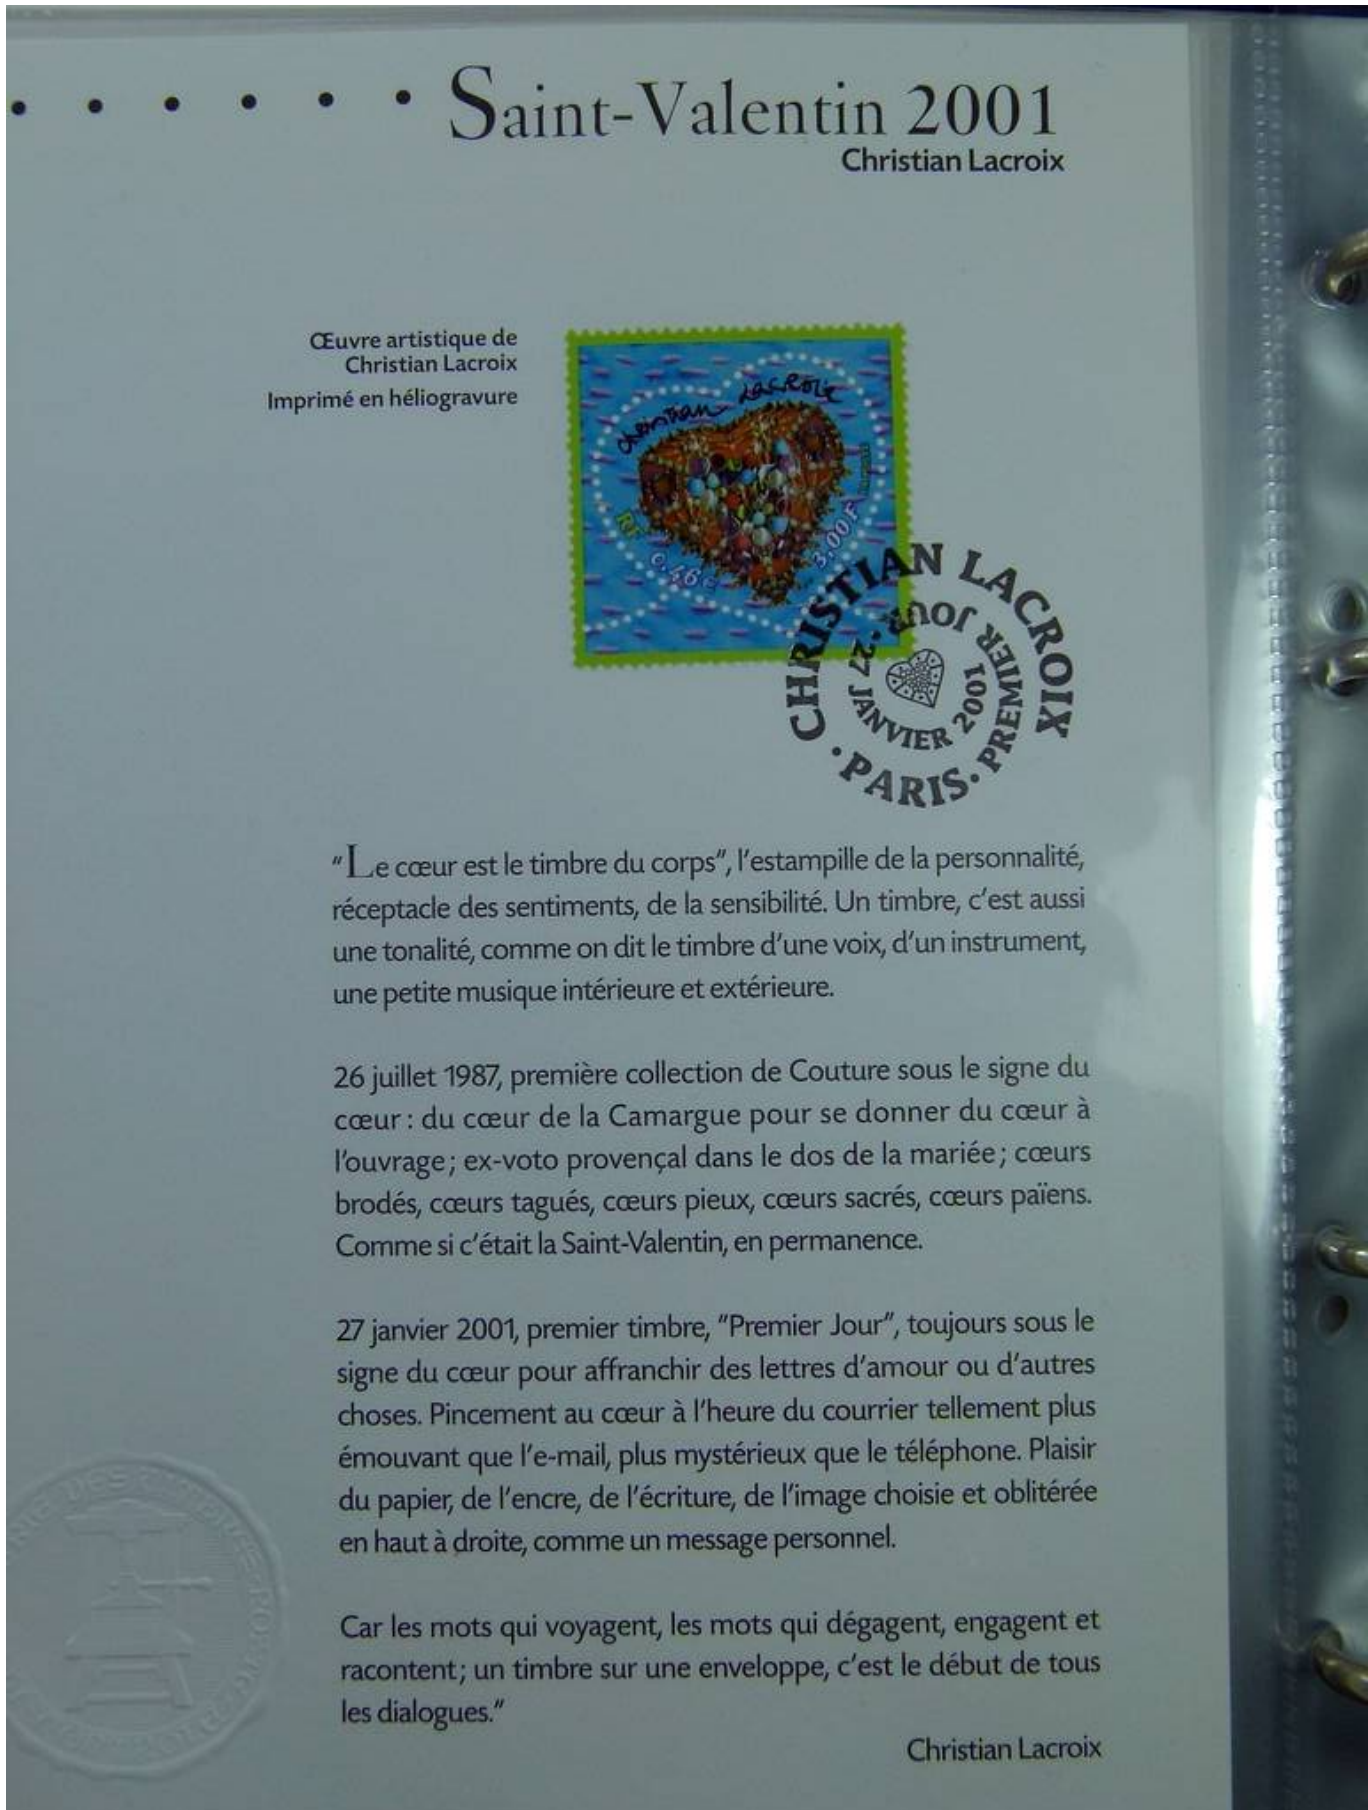 Saint-Valentin 2001
Christian Lacroix
Œuvre artistique de
Christian Lacroix
Imprimé en héliogravure
christian Lacroix
RF
0,46 €
3,00 F
CHRISTIAN LACROIX
PREMIER JOUR
27 JANVIER 2001
PARIS
"Le cœur est le timbre du corps", l'estampille de la personnalité,
réceptacle des sentiments, de la sensibilité. Un timbre, c'est aussi
une tonalité, comme on dit le timbre d'une voix, d'un instrument,
une petite musique intérieure et extérieure.
26 juillet 1987, première collection de Couture sous le signe du
cœur : du cœur de la Camargue pour se donner du cœur à
l'ouvrage ; ex-voto provençal dans le dos de la mariée ; cœurs
brodés, cœurs tagués, cœurs pieux, cœurs sacrés, cœurs païens.
Comme si c'était la Saint-Valentin, en permanence.
27 janvier 2001, premier timbre, "Premier Jour", toujours sous le
signe du cœur pour affranchir des lettres d'amour ou d'autres
choses. Pincement au cœur à l'heure du courrier tellement plus
émouvant que l'e-mail, plus mystérieux que le téléphone. Plaisir
du papier, de l'encre, de l'écriture, de l'image choisie et oblitérée
en haut à droite, comme un message personnel.
Car les mots qui voyagent, les mots qui dégagent, engagent et
racontent ; un timbre sur une enveloppe, c'est le début de tous
les dialogues."
Christian Lacroix